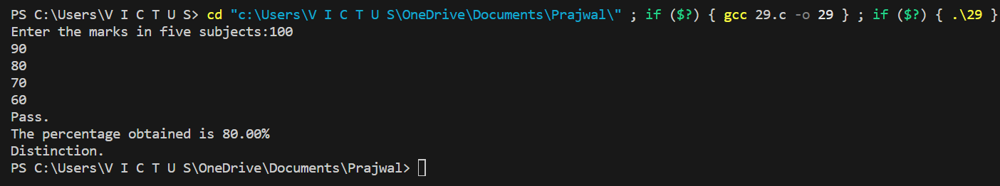 PS C:\Users\V I C T U S> cd "c:\Users\V I C T U S\OneDrive\Documents\Prajwal\" ; if ($?) { gcc 29.c -o 29 } ; if ($?) { .\29 }
Enter the marks in five subjects:100
90
80
70
60
Pass.
The percentage obtained is 80.00%
Distinction.
PS C:\Users\V I C T U S\OneDrive\Documents\Prajwal>